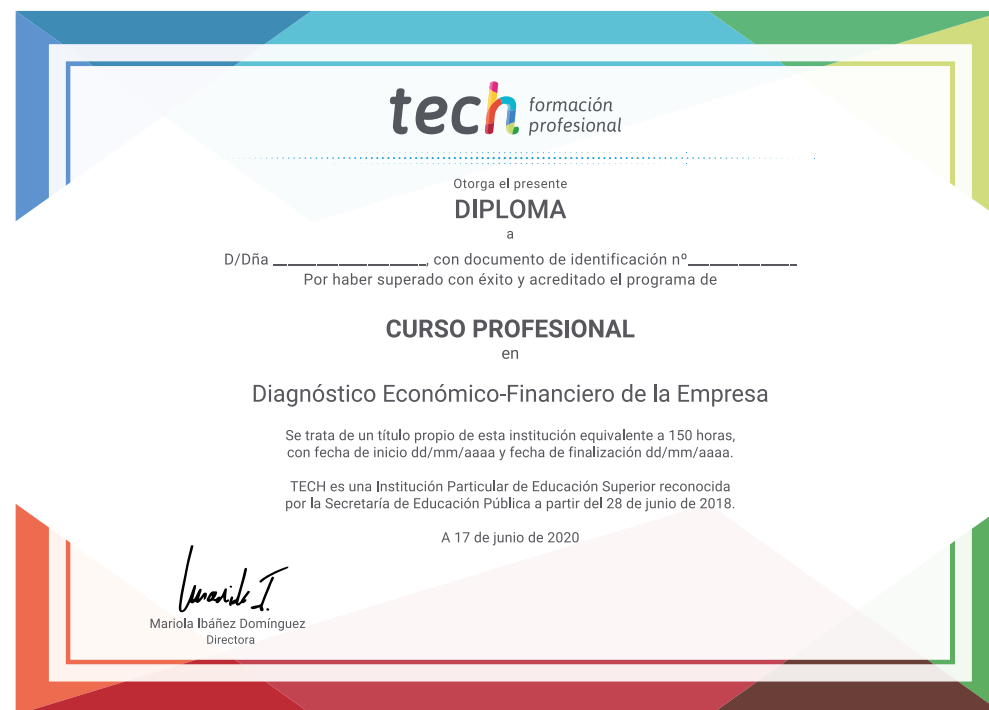 tech formación
profesional
Otorga el presente
DIPLOMA
a
D/Dña ____________________, con documento de identificación nº______________
Por haber superado con éxito y acreditado el programa de
CURSO PROFESIONAL
en
Diagnóstico Económico-Financiero de la Empresa
Se trata de un título propio de esta institución equivalente a 150 horas,
con fecha de inicio dd/mm/aaaa y fecha de finalización dd/mm/aaaa.
TECH es una Institución Particular de Educación Superior reconocida
por la Secretaría de Educación Pública a partir del 28 de junio de 2018.
A 17 de junio de 2020
Mariola Ibáñez Domínguez
Directora